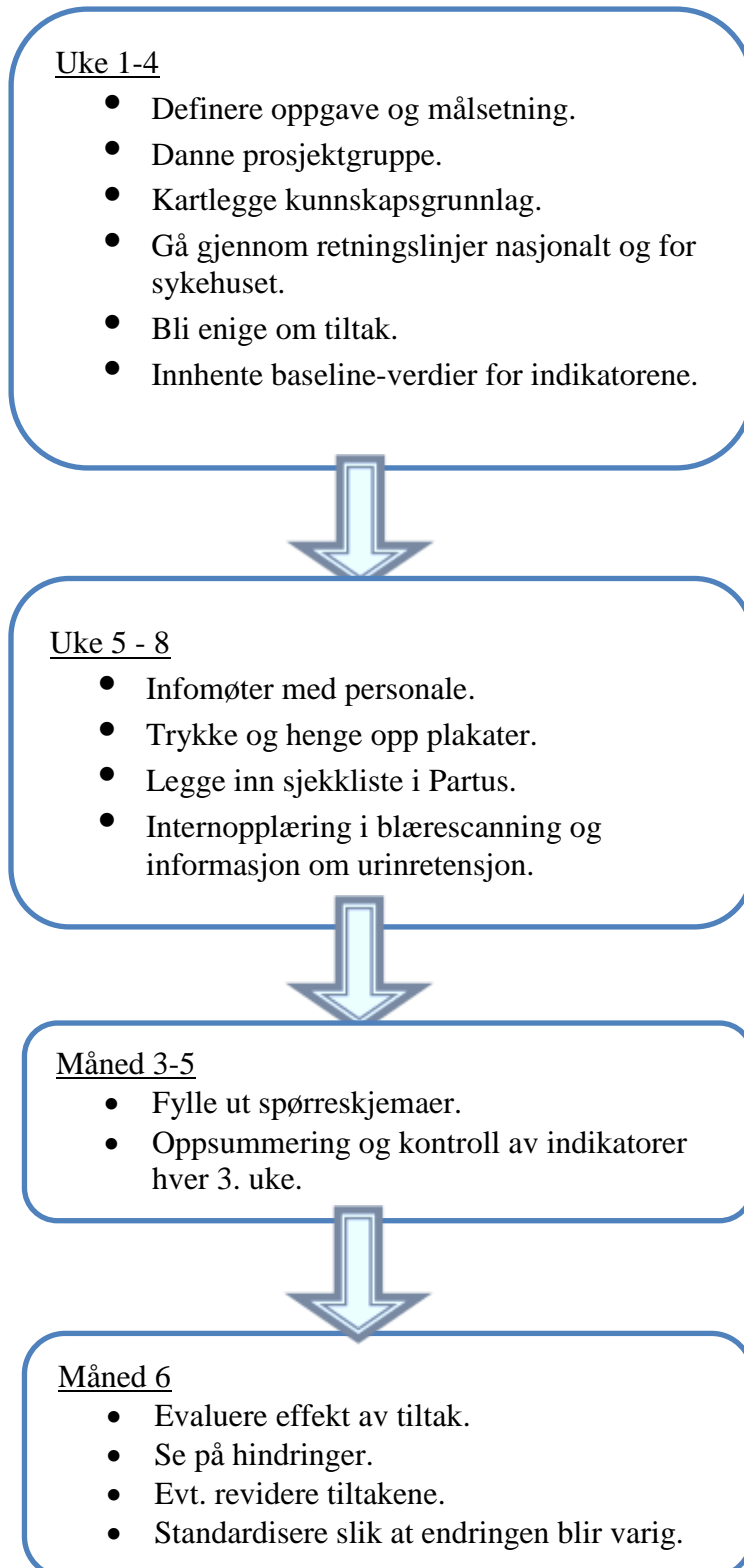 Uke 1-4
• Definere oppgave og målsetning.
• Danne prosjektgruppe.
• Kartlegge kunnskapsgrunnlag.
• Gå gjennom retningslinjer nasjonalt og for
sykehuset.
• Bli enige om tiltak.
• Innhente baseline-verdier for indikatorene.
Uke 5 - 8
• Infomøter med personale.
• Trykke og henge opp plakater.
• Legge inn sjekkliste i Partus.
• Internopplæring i blærescanning og
informasjon om urinretensjon.
Måned 3-5
• Fylle ut spørreskjemaer.
• Oppsummering og kontroll av indikatorer
hver 3. uke.
Måned 6
• Evaluere effekt av tiltak.
• Se på hindringer.
• Evt. revidere tiltakene.
• Standardisere slik at endringen blir varig.